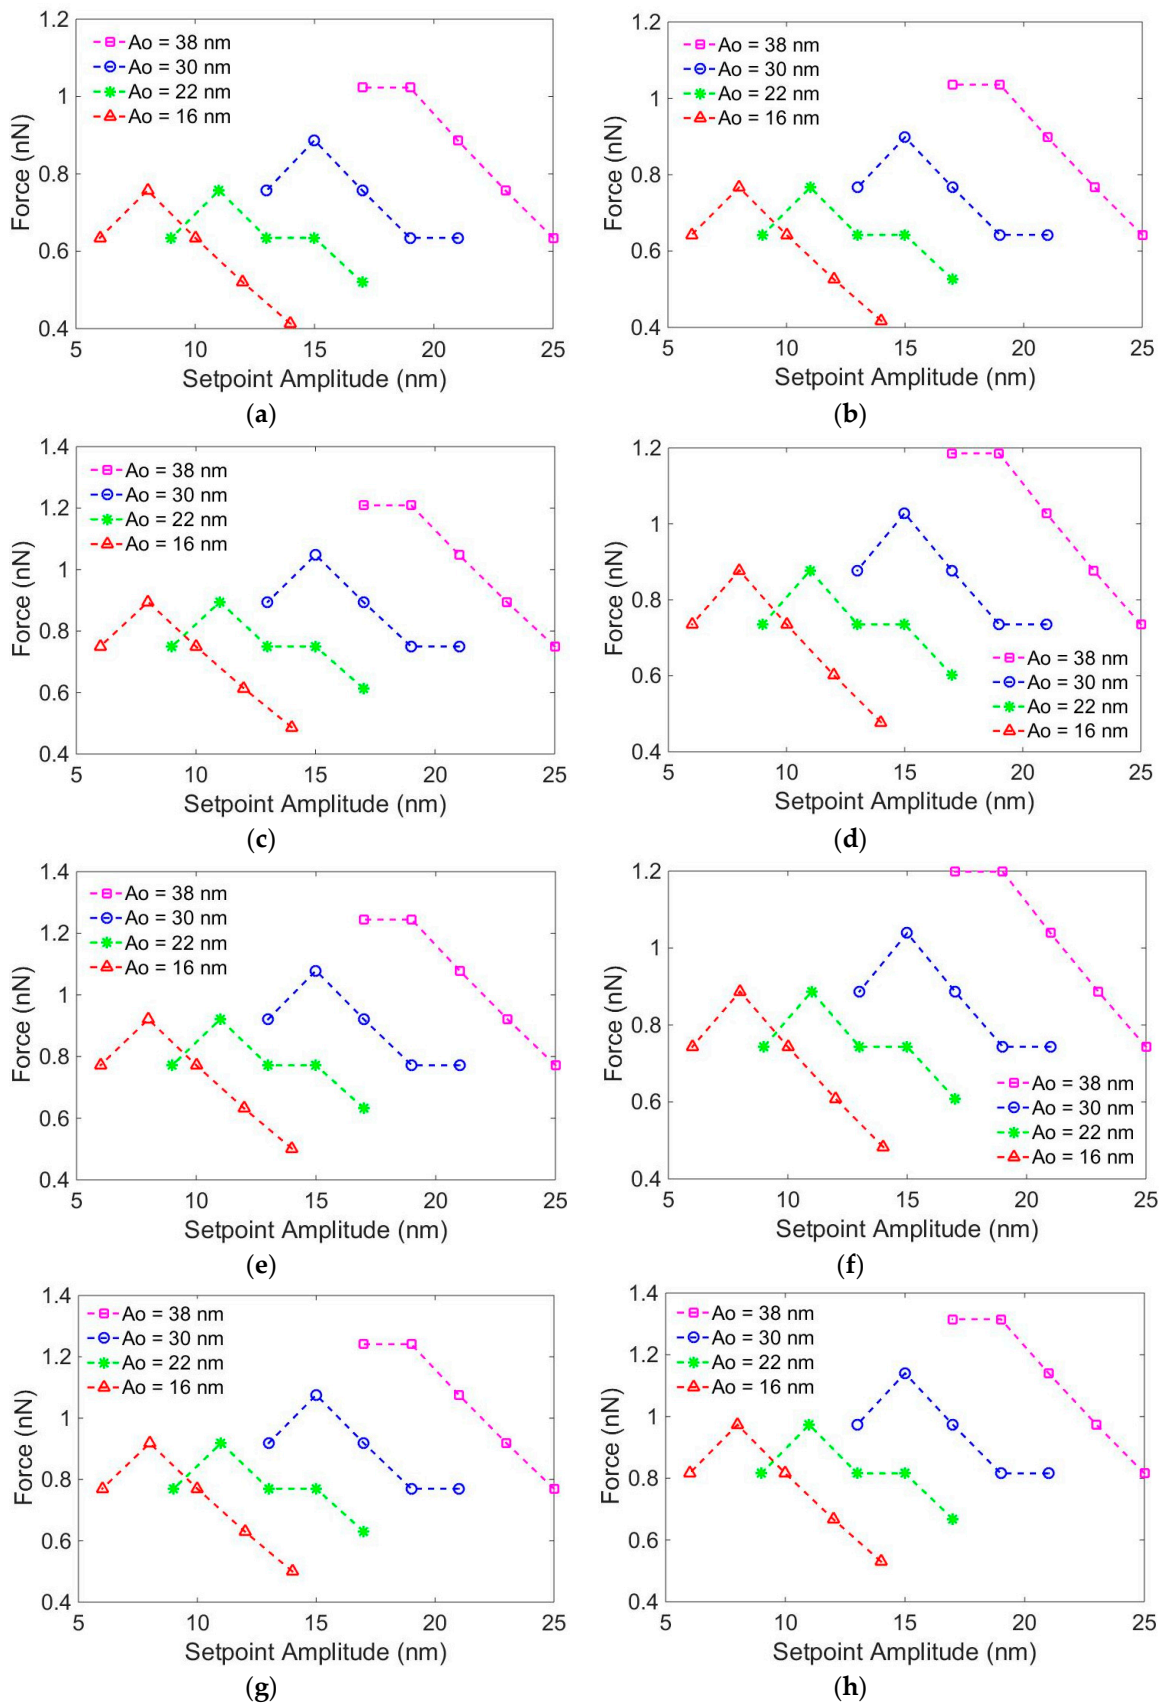 1.2
1
0.8
0.6
0.4
Force (nN)
Ao = 38 nm
Ao = 30 nm
Ao = 22 nm
Ao = 16 nm
5 10 15 20 25
Setpoint Amplitude (nm)
(a)
1.2
1
0.8
0.6
0.4
Force (nN)
Ao = 38 nm
Ao = 30 nm
Ao = 22 nm
Ao = 16 nm
5 10 15 20 25
Setpoint Amplitude (nm)
(b)
1.4
1.2
1
0.8
0.6
0.4
Force (nN)
Ao = 38 nm
Ao = 30 nm
Ao = 22 nm
Ao = 16 nm
5 10 15 20 25
Setpoint Amplitude (nm)
(c)
1.2
1
0.8
0.6
0.4
Force (nN)
Ao = 38 nm
Ao = 30 nm
Ao = 22 nm
Ao = 16 nm
5 10 15 20 25
Setpoint Amplitude (nm)
(d)
1.4
1.2
1
0.8
0.6
0.4
Force (nN)
Ao = 38 nm
Ao = 30 nm
Ao = 22 nm
Ao = 16 nm
5 10 15 20 25
Setpoint Amplitude (nm)
(e)
1.2
1
0.8
0.6
0.4
Force (nN)
Ao = 38 nm
Ao = 30 nm
Ao = 22 nm
Ao = 16 nm
5 10 15 20 25
Setpoint Amplitude (nm)
(f)
1.4
1.2
1
0.8
0.6
0.4
Force (nN)
Ao = 38 nm
Ao = 30 nm
Ao = 22 nm
Ao = 16 nm
5 10 15 20 25
Setpoint Amplitude (nm)
(g)
1.4
1.2
1
0.8
0.6
0.4
Force (nN)
Ao = 38 nm
Ao = 30 nm
Ao = 22 nm
Ao = 16 nm
5 10 15 20 25
Setpoint Amplitude (nm)
(h)